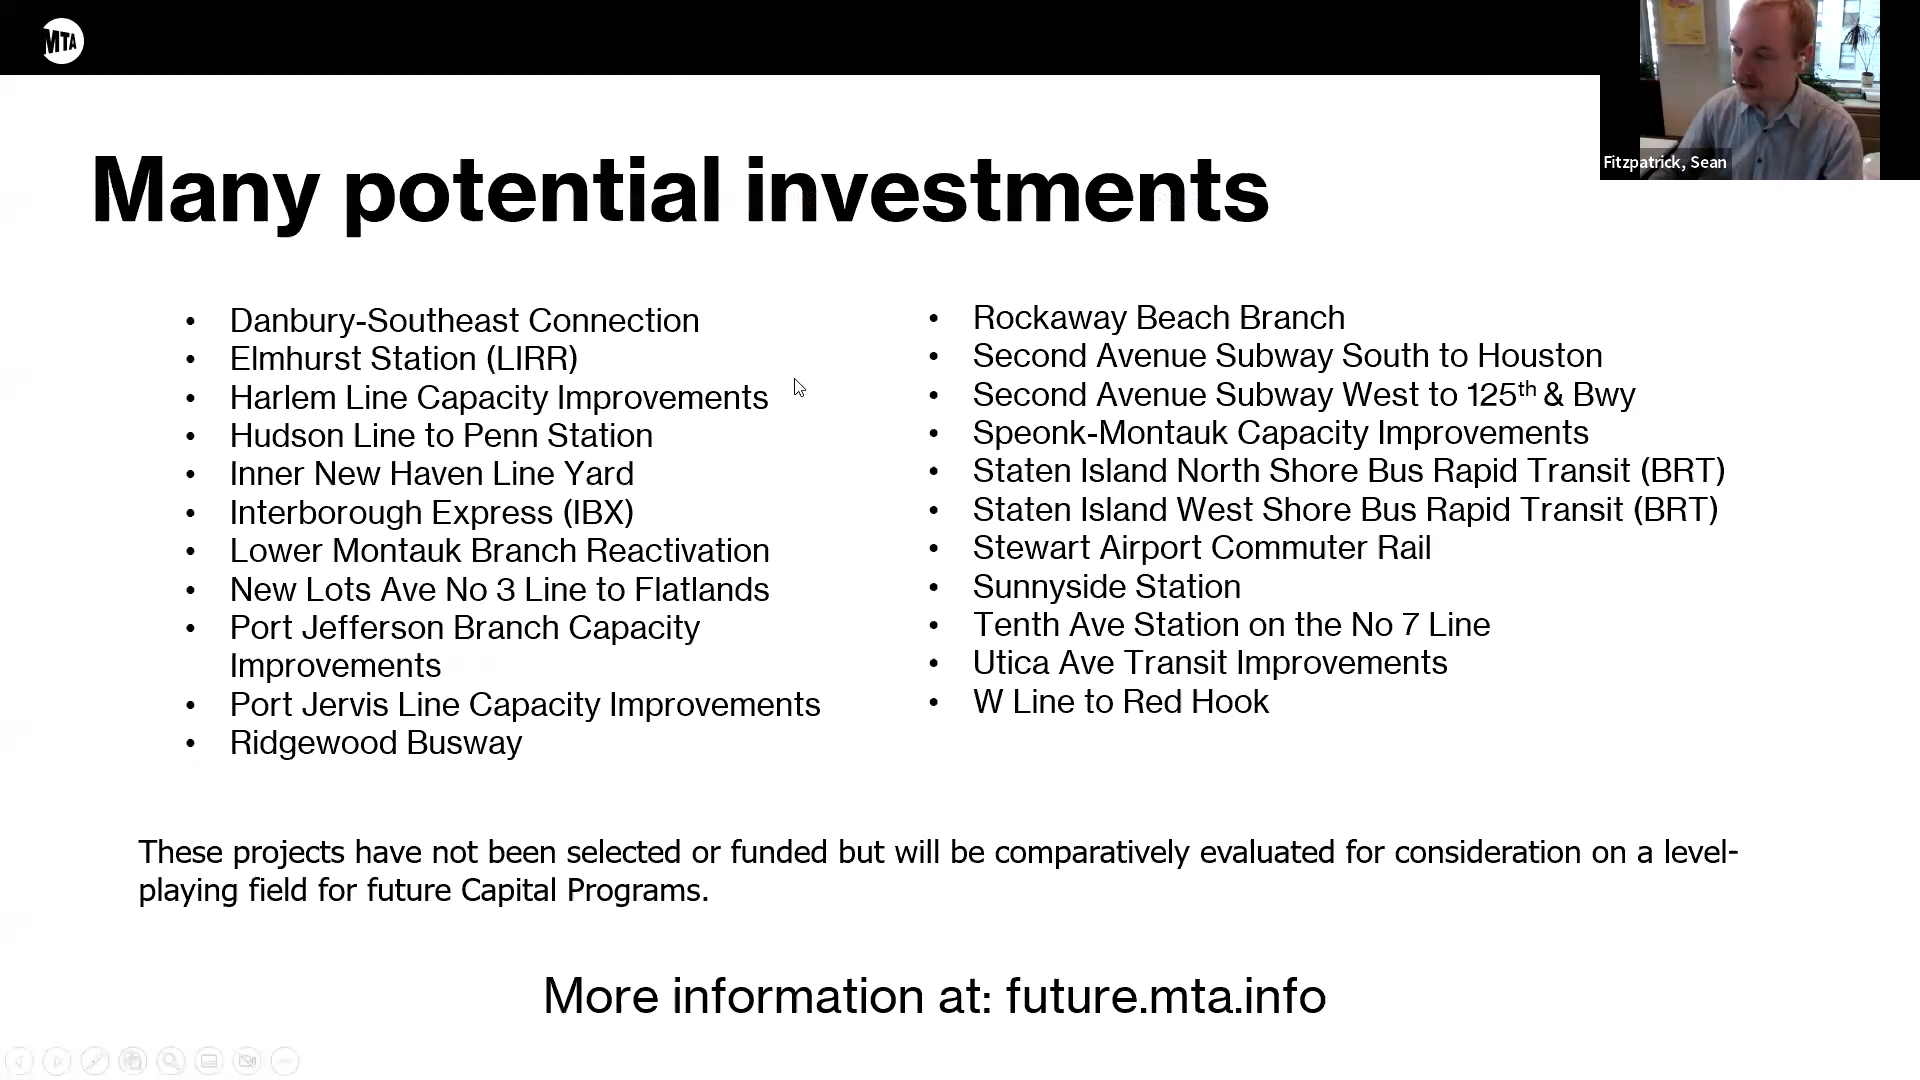 MTA
Fitzpatrick, Sean
Many potential investments
• Danbury-Southeast Connection
• Elmhurst Station (LIRR)
• Harlem Line Capacity Improvements
• Hudson Line to Penn Station
• Inner New Haven Line Yard
• Interborough Express (IBX)
• Lower Montauk Branch Reactivation
• New Lots Ave No 3 Line to Flatlands
• Port Jefferson Branch Capacity
Improvements
• Port Jervis Line Capacity Improvements
• Ridgewood Busway
• Rockaway Beach Branch
• Second Avenue Subway South to Houston
• Second Avenue Subway West to 125th & Bwy
• Speonk-Montauk Capacity Improvements
• Staten Island North Shore Bus Rapid Transit (BRT)
• Staten Island West Shore Bus Rapid Transit (BRT)
• Stewart Airport Commuter Rail
• Sunnyside Station
• Tenth Ave Station on the No 7 Line
• Utica Ave Transit Improvements
• W Line to Red Hook
These projects have not been selected or funded but will be comparatively evaluated for consideration on a level-
playing field for future Capital Programs.
More information at: future.mta.info